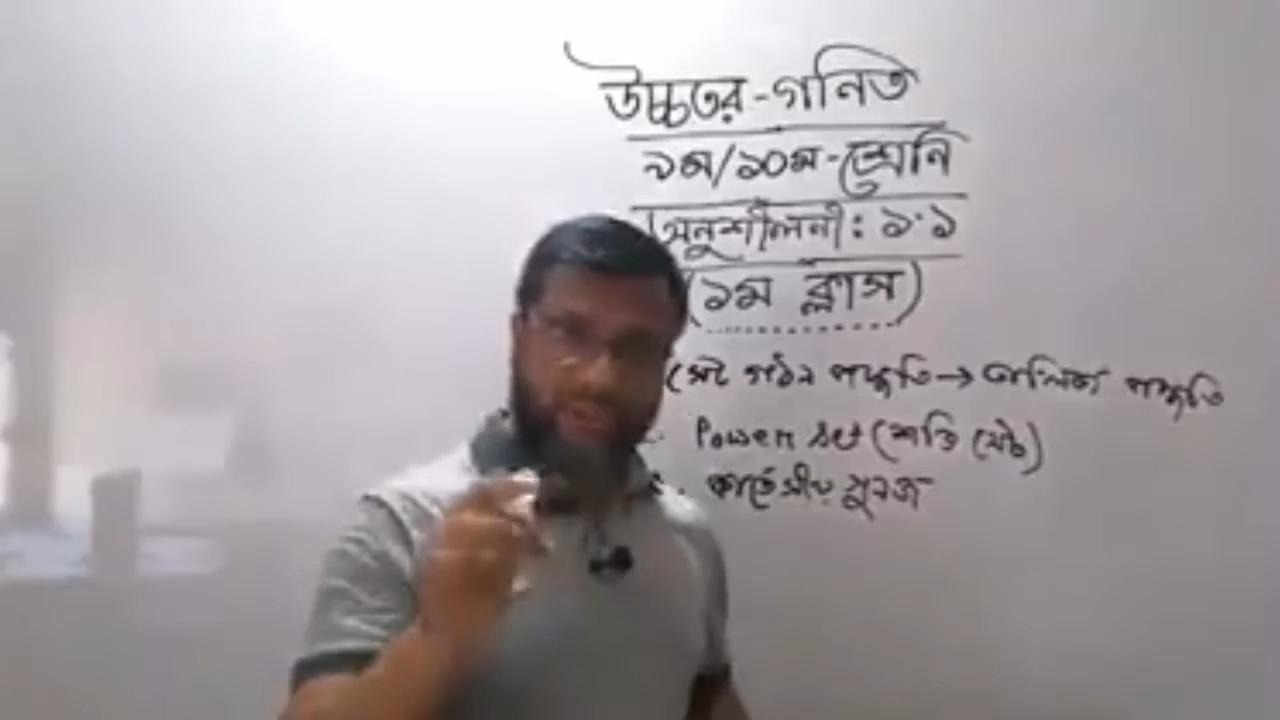 উচ্চতর-গনিত
৯ম/১০ম-শ্রেনি
অনুশীলনী: ১.১
(১ম ক্লাস)
সেট গঠন পদ্ধতি→তালিকা পদ্ধতি
Power set (শক্তি সেট)
কার্তেসীয় গুনজ